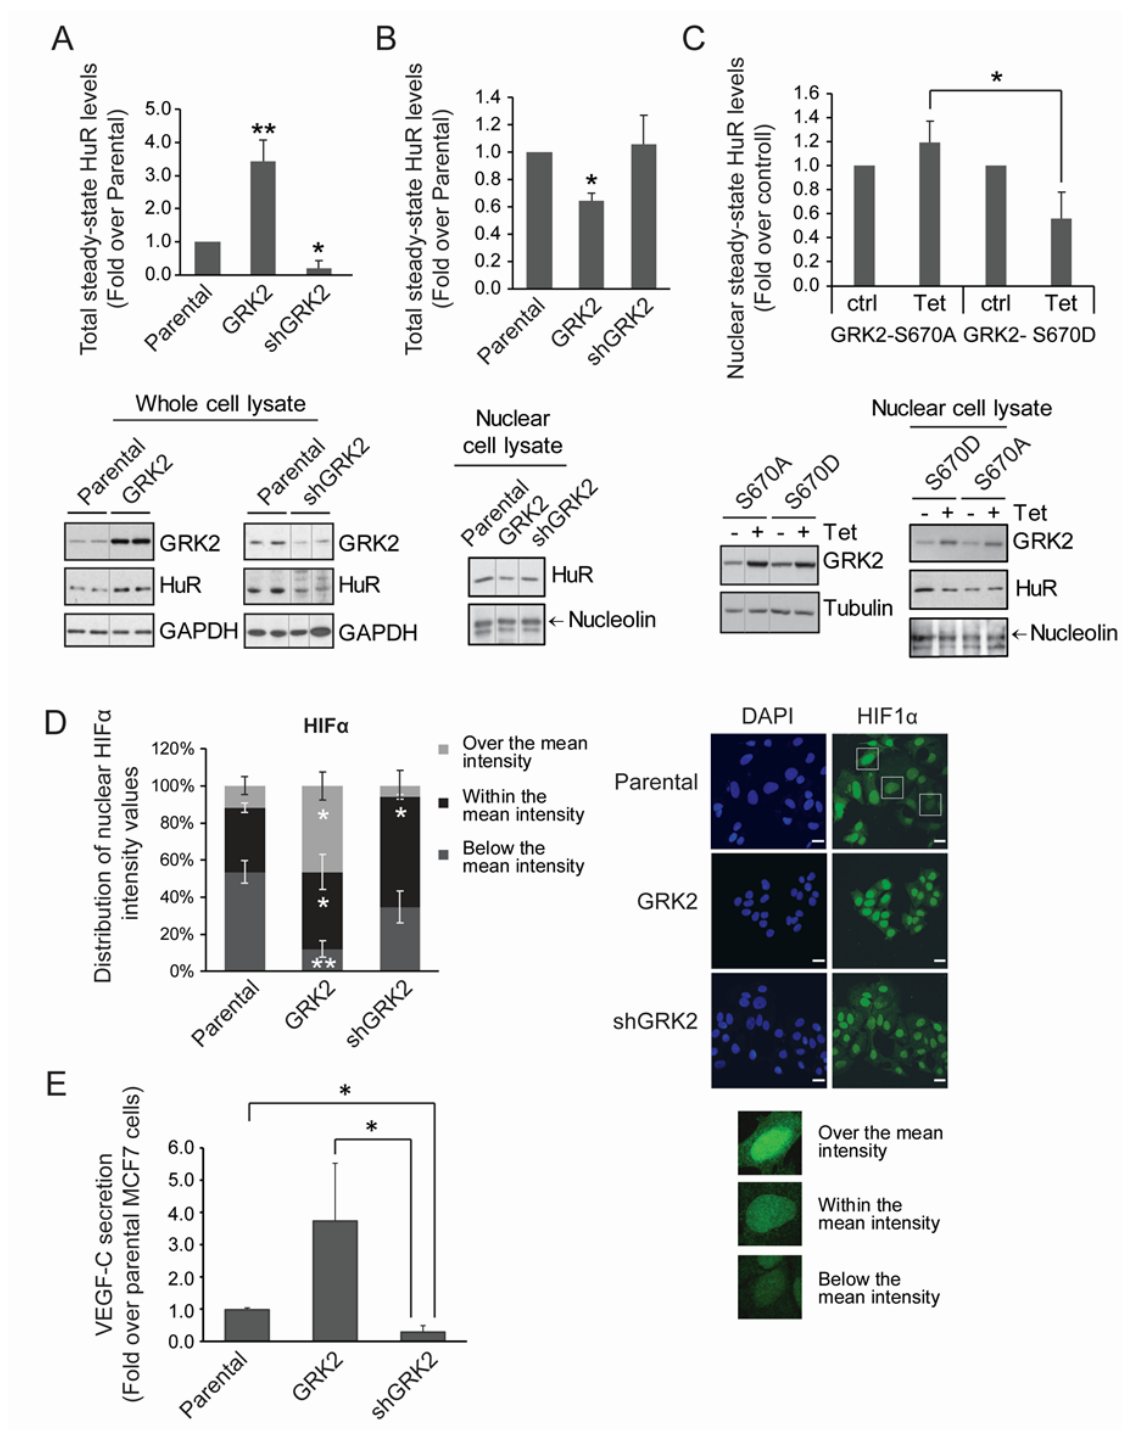 A
Total steady-state HuR levels
(Fold over Parental)
5.0
4.0
3.0
2.0
1.0
0.0
**
*
Parental
GRK2
shGRK2
B
Total steady-state HuR levels
(Fold over Parental)
1.4
1.2
1.0
0.8
0.6
0.4
0.2
0.0
*
Parental
GRK2
shGRK2
C
Nuclear steady-state HuR levels
(Fold over controll)
1.6
1.4
1.2
1.0
0.8
0.6
0.4
0.2
0.0
*
ctrl Tet ctrl Tet
GRK2-S670A GRK2- S670D
Whole cell lysate
Parental
GRK2
GRK2
HuR
GAPDH
Parental
shGRK2
GRK2
HuR
GAPDH
Nuclear
cell lysate
Parental
GRK2
shGRK2
HuR
←Nucleolin
S670A
S670D
- + - + Tet
GRK2
Tubulin
Nuclear cell lysate
S670D
S670A
- + - + Tet
GRK2
HuR
←Nucleolin
D
Distribution of nuclear HIFα
intensity values
HIFα
120%
100%
80%
60%
40%
20%
0%
*
*
**
*
Parental
GRK2
shGRK2
Over the mean
intensity
Within the
mean intensity
Below the
mean intensity
DAPI HIF1α
Parental
GRK2
shGRK2
Over the mean
intensity
Within the
mean intensity
Below the
mean intensity
E
VEGF-C secretion
(Fold over parental MCF7 cells)
6.0
5.0
4.0
3.0
2.0
1.0
0.0
*
*
Parental
GRK2
shGRK2